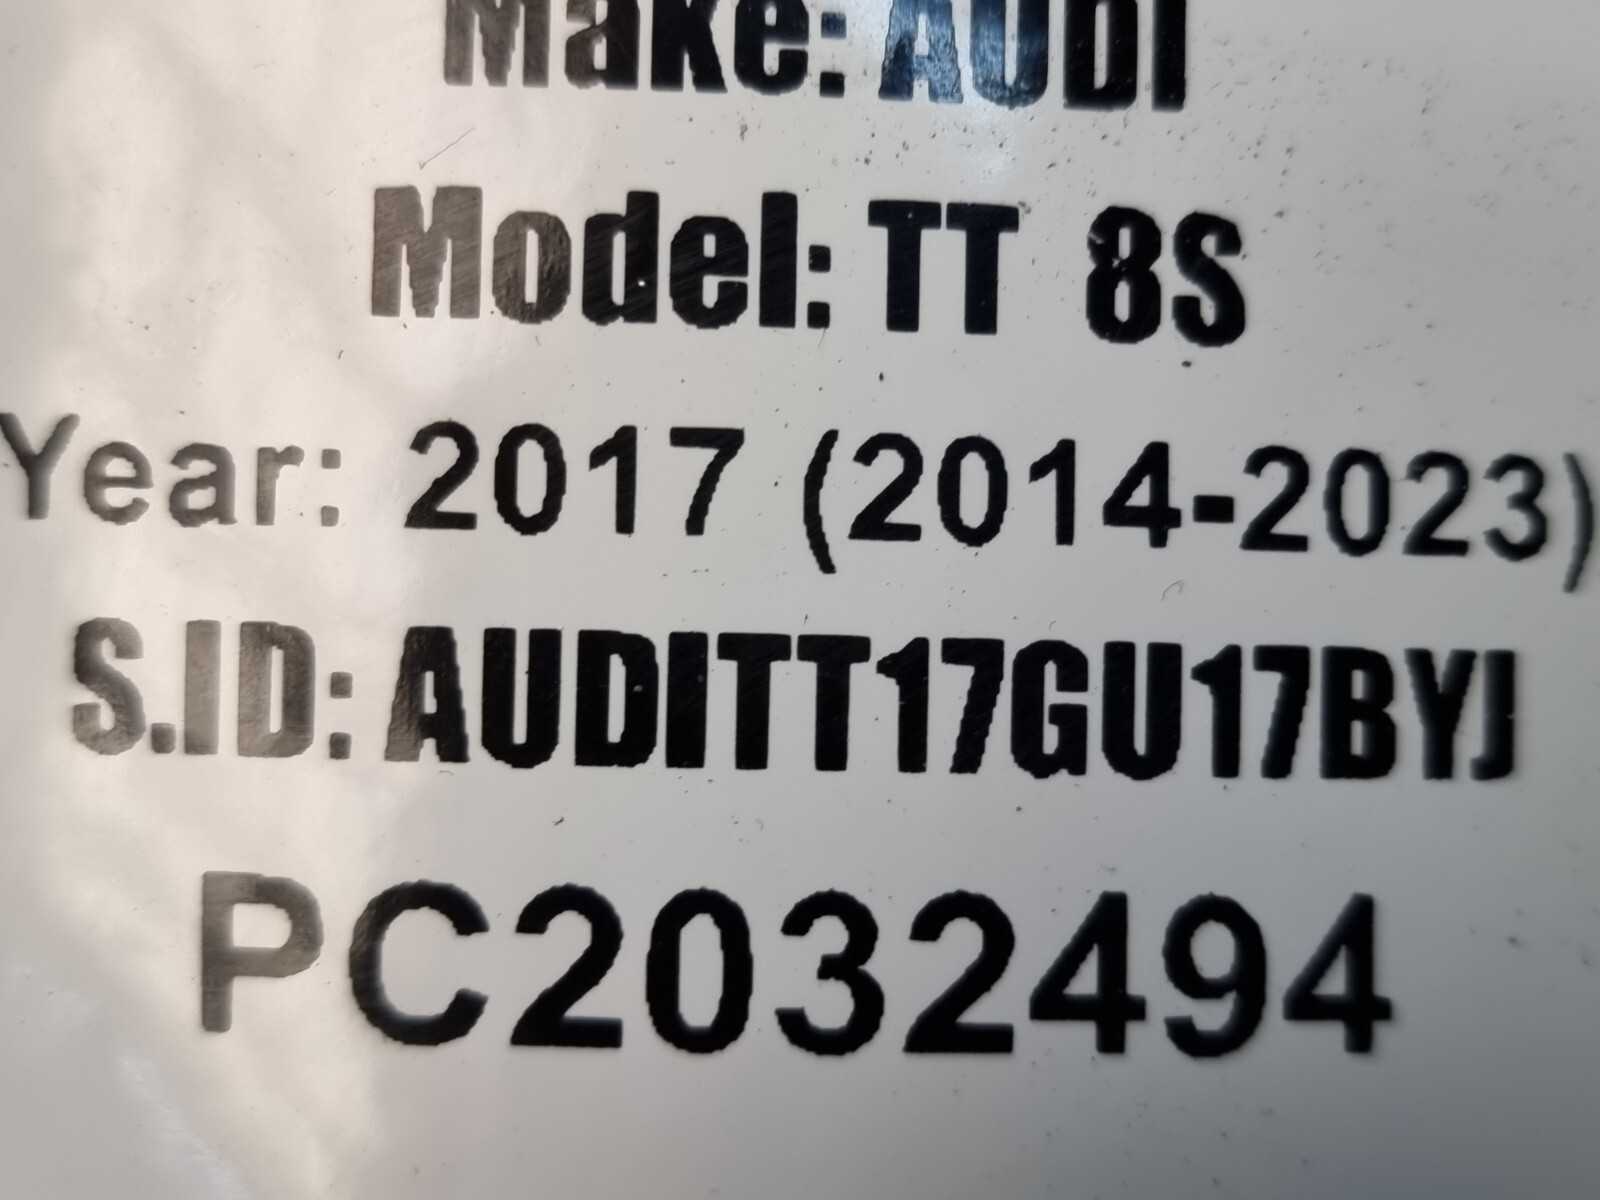 Make: AUDI
Model: TT 8S
Year: 2017 (2014-2023)
S.ID: AUDITT17GU17BYJ
PC2032494